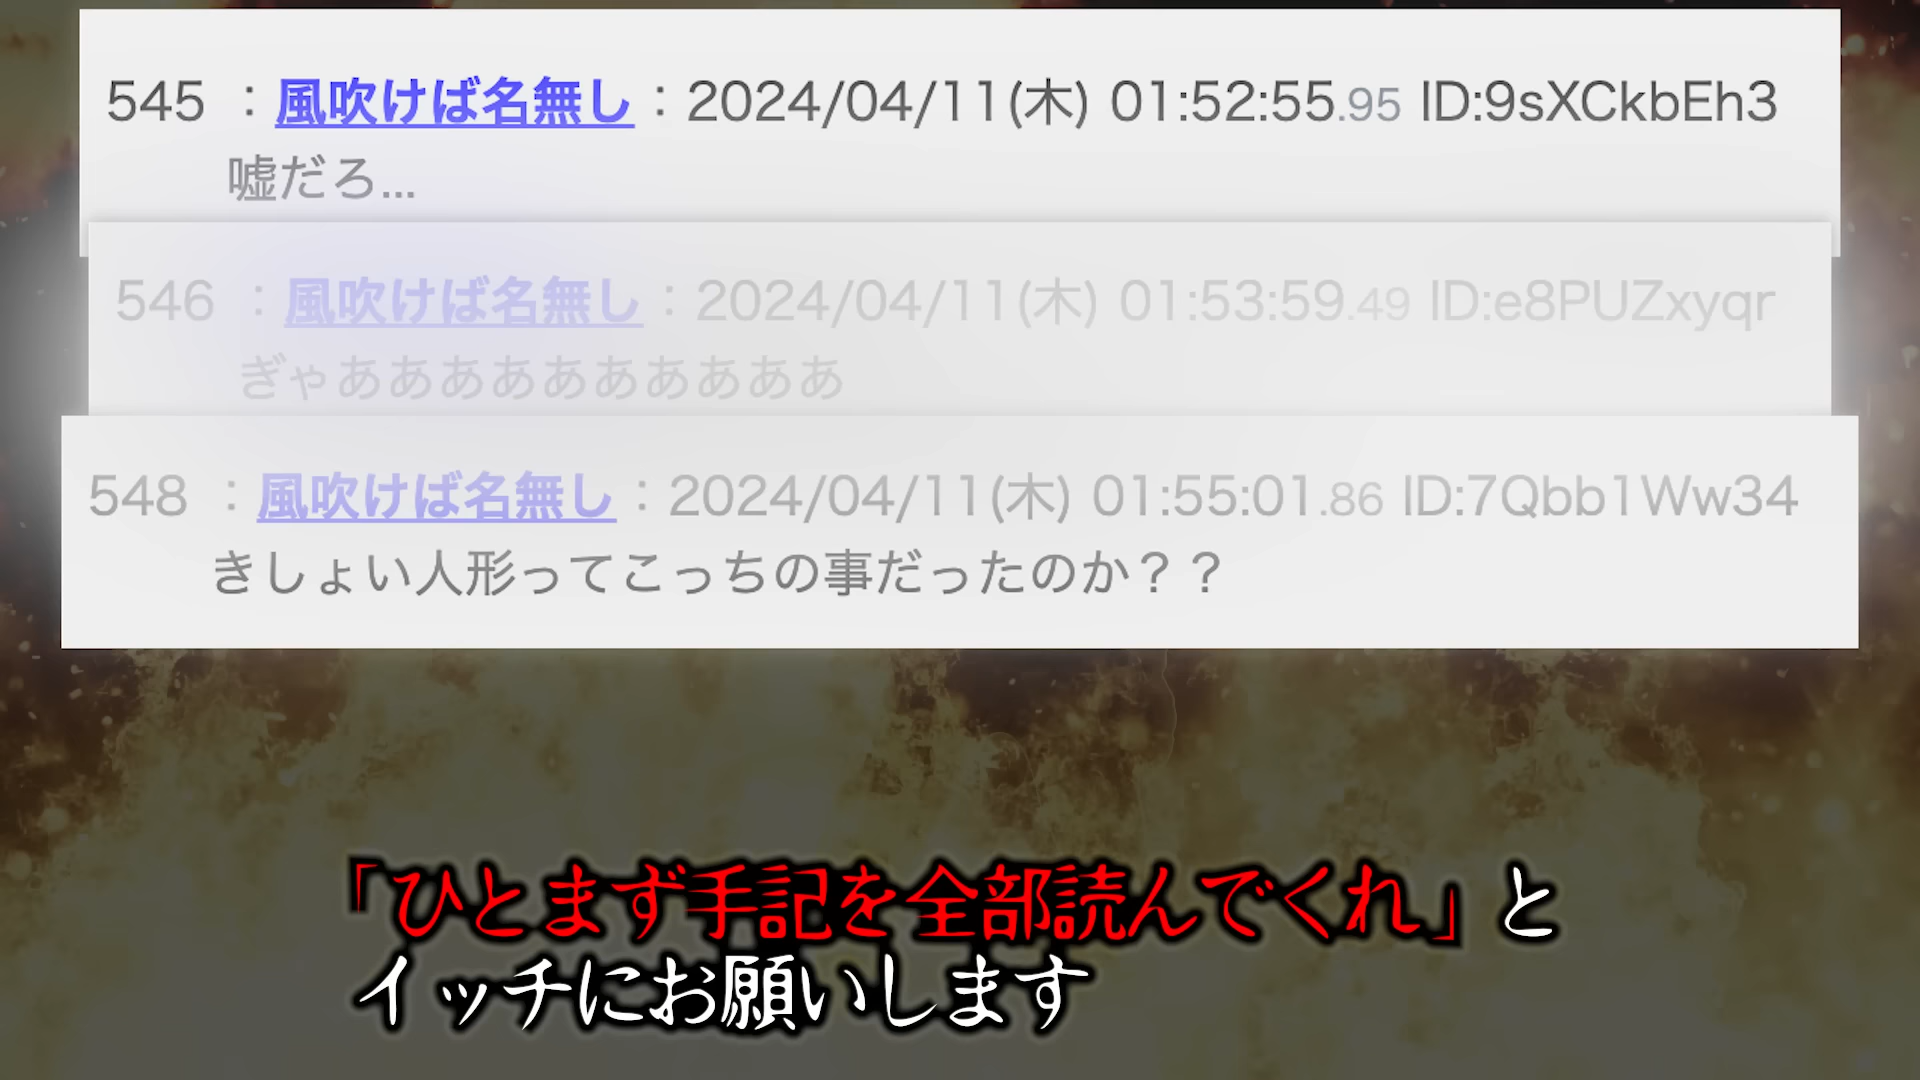 545 ：風吹けば名無し：2024/04/11(木) 01:52:55.95 ID:9sXCkbEh3
嘘だろ...
546 ：風吹けば名無し：2024/04/11(木) 01:53:59.49 ID:e8PUZxyqr
ぎゃああああああああああ
548 ：風吹けば名無し：2024/04/11(木) 01:55:01.86 ID:7Qbb1Ww34
きしょい人形ってこっちの事だったのか？？
「ひとまず手記を全部読んでくれ」と
イッチにお願いします